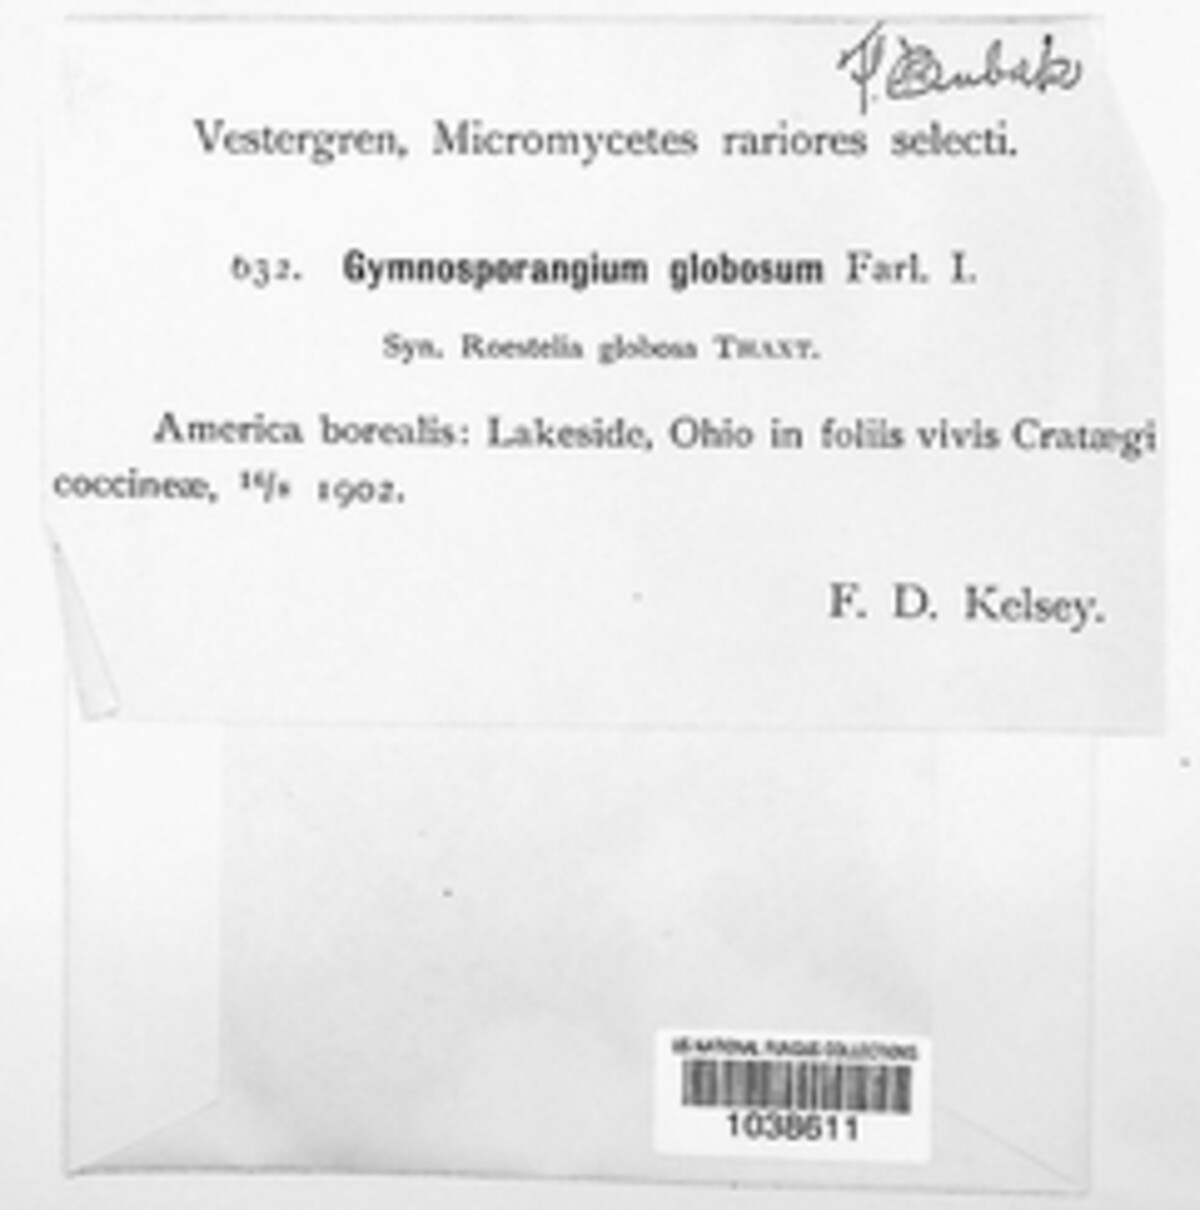 F. Bubak
Vestergren, Micromycetes rariores selecti.
632. Gymnosporangium globosum Farl. I.
Syn. Roestelia globosa THAXT.
America borealis: Lakeside, Ohio in foliis vivis Cratægi
coccineæ, 16/8 1902.
F. D. Kelsey.
US NATIONAL FUNGUS COLLECTIONS
1038611